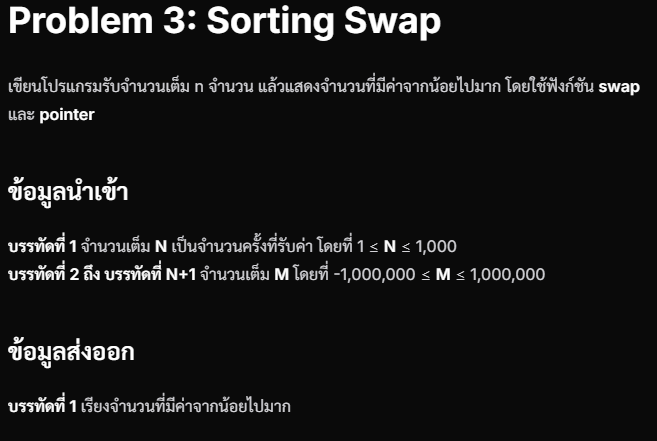 Problem 3: Sorting Swap
เขียนโปรแกรมรับจำนวนเต็ม n จำนวน แล้วแสดงจำนวนที่มีค่าจากน้อยไปมาก โดยใช้ฟังก์ชัน swap
และ pointer
ข้อมูลนำเข้า
บรรทัดที่ 1 จำนวนเต็ม N เป็นจำนวนครั้งที่รับค่า โดยที่ 1 ≤ N ≤ 1,000
บรรทัดที่ 2 ถึง บรรทัดที่ N+1 จำนวนเต็ม M โดยที่ -1,000,000 ≤ M ≤ 1,000,000
ข้อมูลส่งออก
บรรทัดที่ 1 เรียงจำนวนที่มีค่าจากน้อยไปมาก